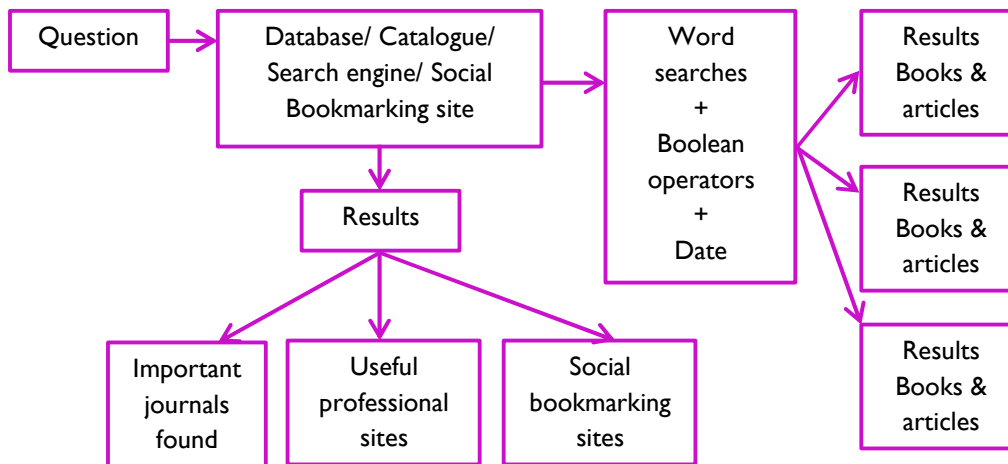 Question
Database/ Catalogue/
Search engine/ Social
Bookmarking site
Word
searches
+
Boolean
operators
+
Date
Results
Books &
articles
Results
Books &
articles
Results
Books &
articles
Results
Important
journals
found
Useful
professional
sites
Social
bookmarking
sites